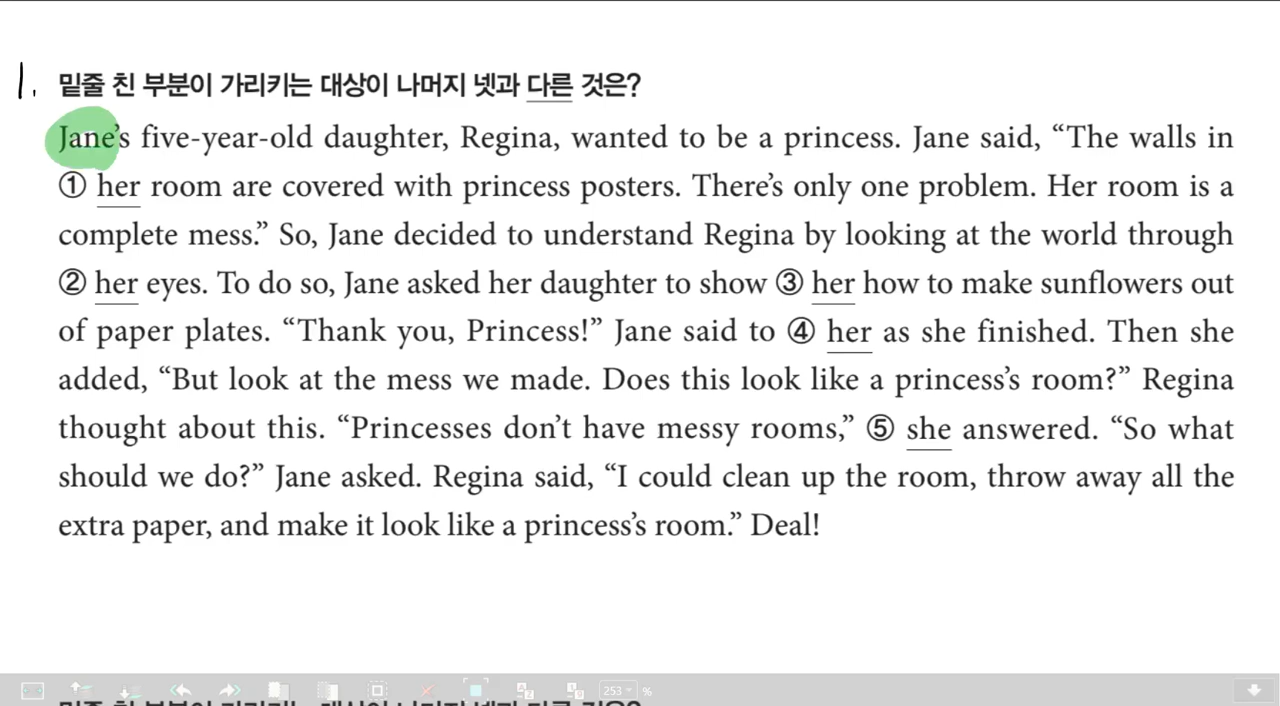 1. 밑줄 친 부분이 가리키는 대상이 나머지 넷과 다른 것은?
Jane’s five-year-old daughter, Regina, wanted to be a princess. Jane said, “The walls in
① her room are covered with princess posters. There’s only one problem. Her room is a
complete mess.” So, Jane decided to understand Regina by looking at the world through
② her eyes. To do so, Jane asked her daughter to show ③ her how to make sunflowers out
of paper plates. “Thank you, Princess!” Jane said to ④ her as she finished. Then she
added, “But look at the mess we made. Does this look like a princess’s room?” Regina
thought about this. “Princesses don’t have messy rooms,” ⑤ she answered. “So what
should we do?” Jane asked. Regina said, “I could clean up the room, throw away all the
extra paper, and make it look like a princess’s room.” Deal!
253 %